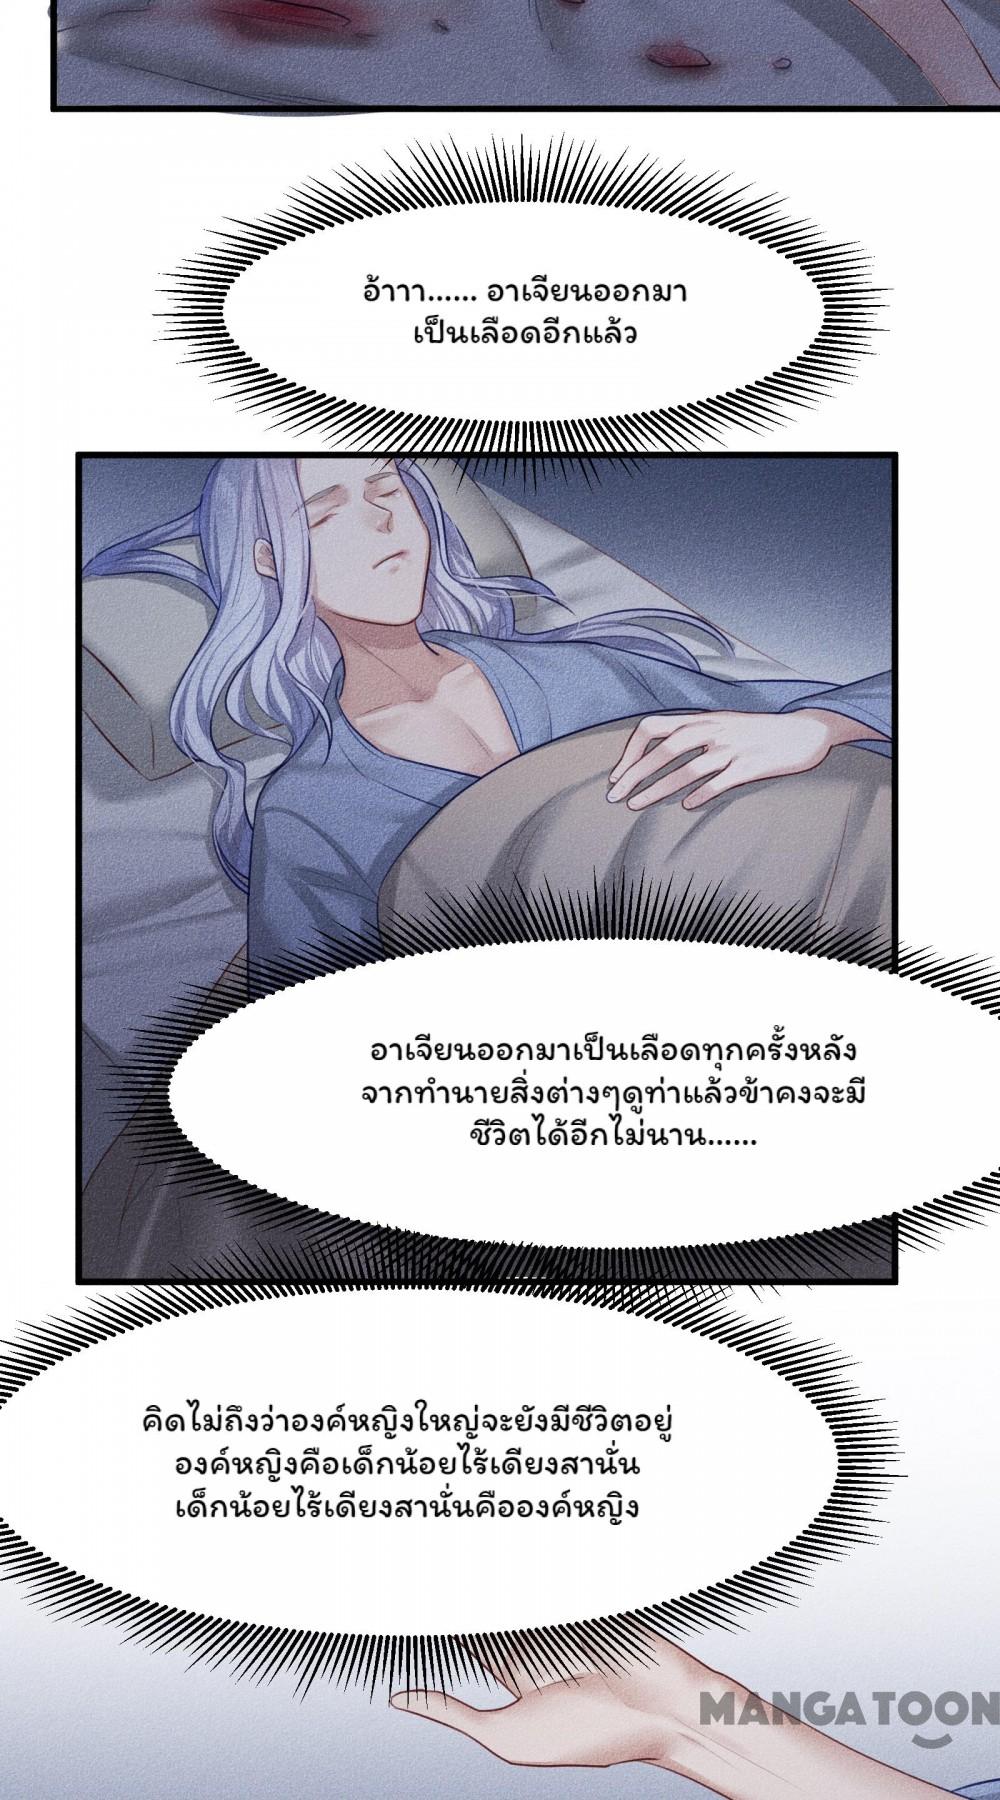 อ้าาา...... อาเจียนออกมา
เป็นเลือดอีกแล้ว
อาเจียนออกมาเป็นเลือดทุกครั้งหลัง
จากทำนายสิ่งต่างๆดูท่าแล้วข้าคงจะมี
ชีวิตได้อีกไม่นาน......
คิดไม่ถึงว่าองค์หญิงใหญ่จะยังมีชีวิตอยู่
องค์หญิงคือเด็กน้อยไร้เดียงสานั่น
เด็กน้อยไร้เดียงสานั่นคือองค์หญิง
MANGATOON